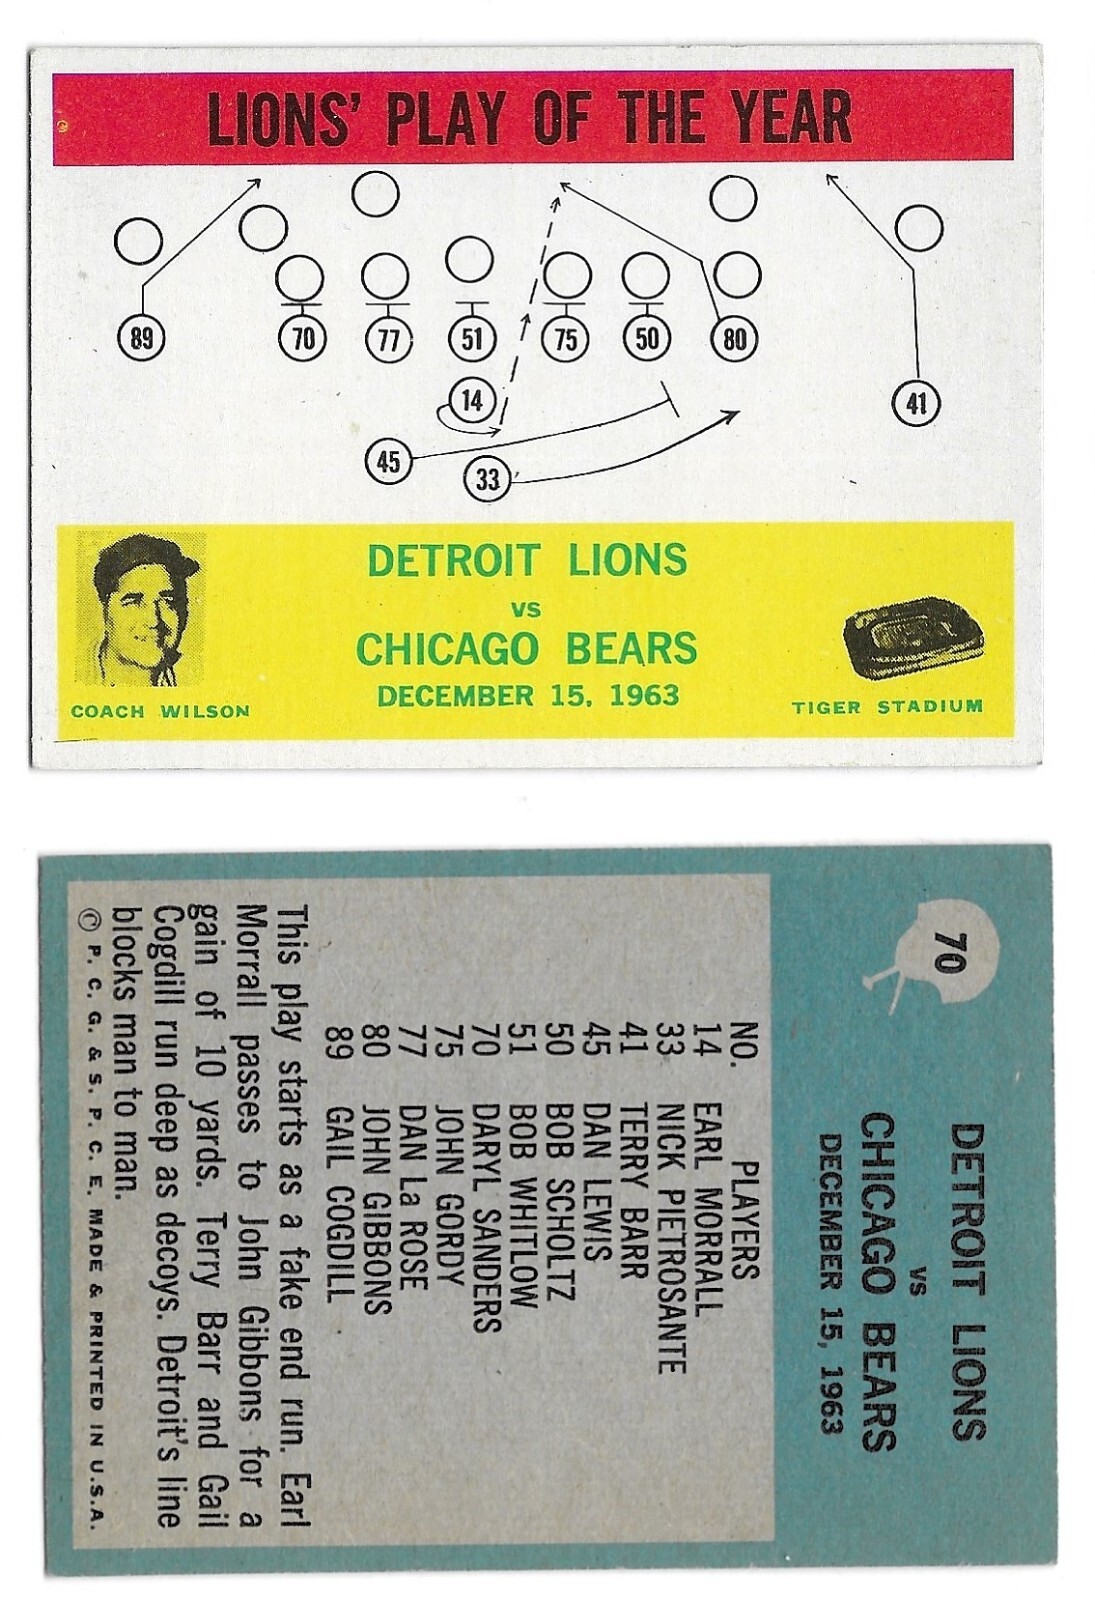 LIONS' PLAY OF THE YEAR
89
70
77
51
75
50
80
14
41
45
33
DETROIT LIONS
VS
CHICAGO BEARS
DECEMBER 15, 1963
COACH WILSON
TIGER STADIUM
70
DETROIT LIONS
VS
CHICAGO BEARS
DECEMBER 15, 1963
NO. PLAYERS
14 EARL MORRALL
33 NICK PIETROSANTE
41 TERRY BARR
45 DAN LEWIS
50 BOB SCHOLTZ
51 BOB WHITLOW
70 DARYL SANDERS
75 JOHN GORDY
77 DAN La ROSE
80 JOHN GIBBONS
89 GAIL COGDILL
This play starts as a fake end run. Earl
Morrall passes to John Gibbons for a
gain of 10 yards. Terry Barr and Gail
Cogdill run deep as decoys. Detroit's line
blocks man to man.
© P. C. G. & S. P. C. E. MADE & PRINTED IN U.S.A.